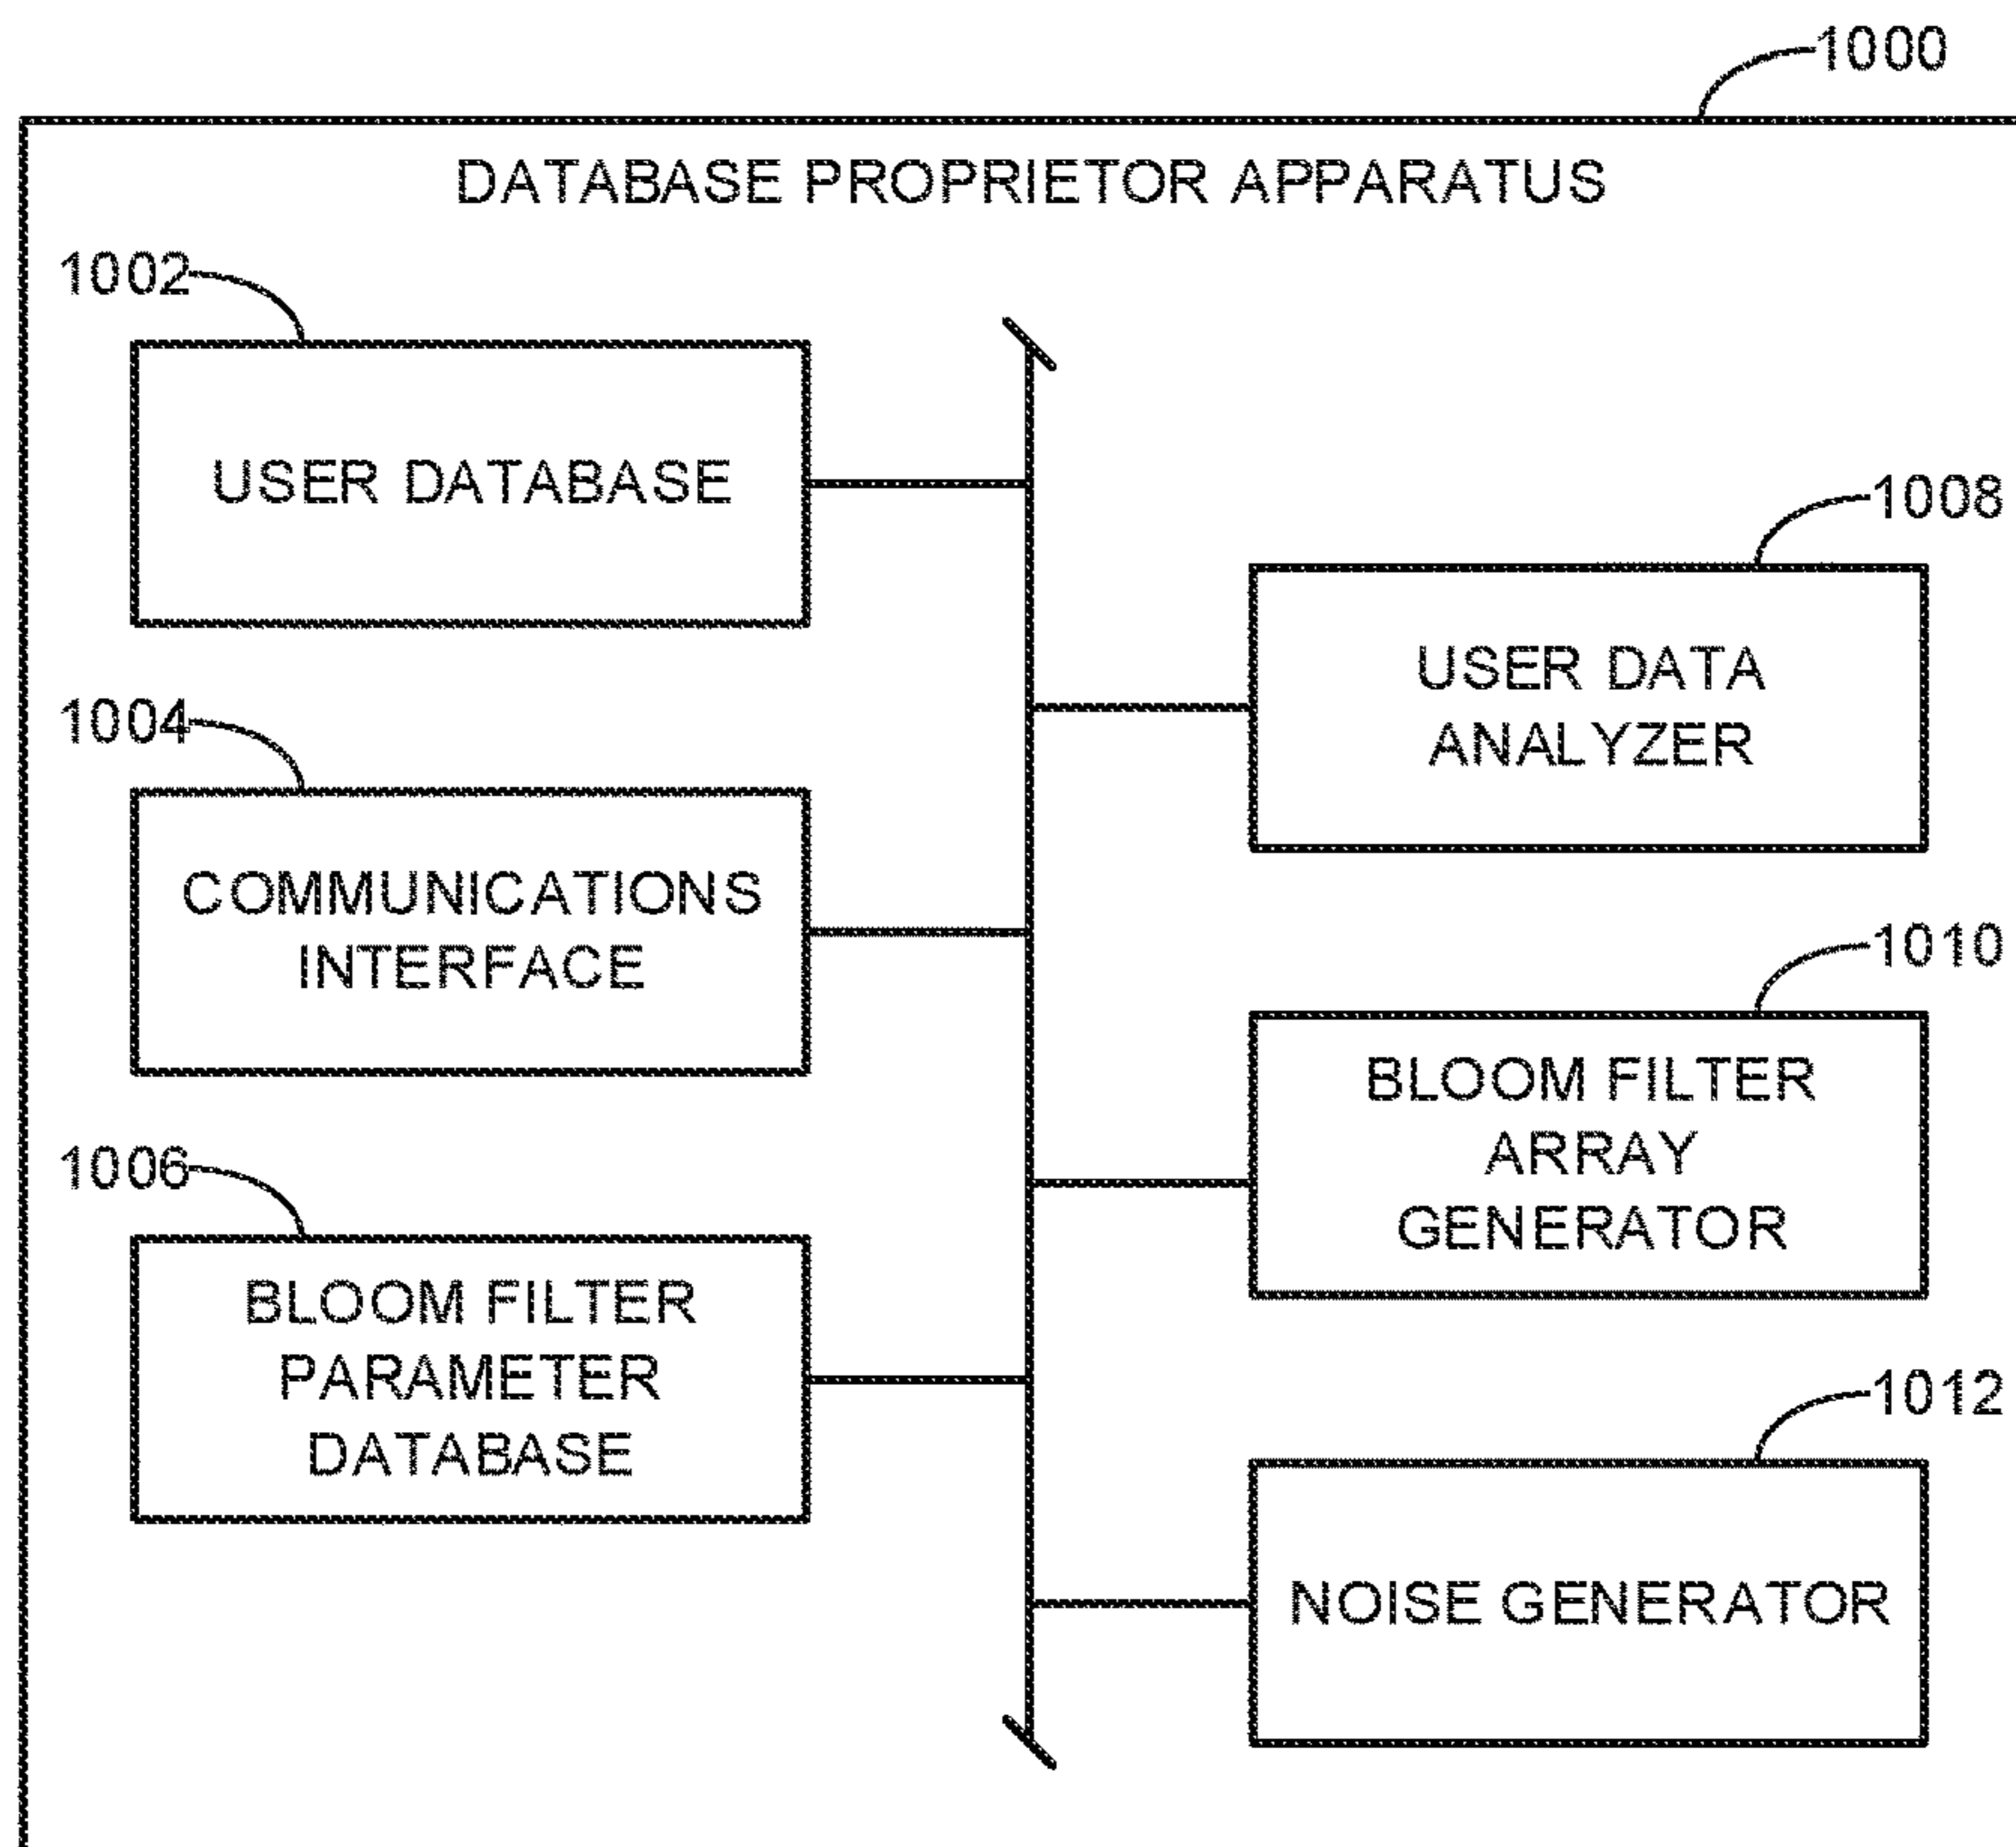 1000
DATABASE PROPRIETOR APPARATUS
1002
USER DATABASE
1004
COMMUNICATIONS
INTERFACE
1006
BLOOM FILTER
PARAMETER
DATABASE
1008
USER DATA
ANALYZER
1010
BLOOM FILTER
ARRAY
GENERATOR
1012
NOISE GENERATOR